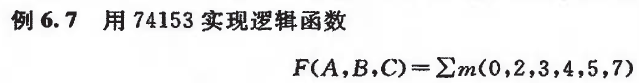 例 6.7 用 74153 实现逻辑函数
F(A,B,C)=∑m(0,2,3,4,5,7)